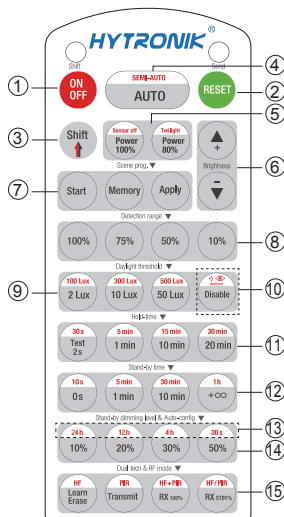 HYTRONIK®
Shift
Send
ON
OFF
SEMI-AUTO
AUTO
RESET
①
④
②
③
⑤
Shift
Sensor off
Power
100%
Twilight
Power
80%
+
Scene prog. ▼
Brightness
⑥
⑦
Start
Memory
Apply
−
Detection range ▼
100%
75%
50%
10%
⑧
Daylight threshold ▼
⑨
100 Lux
2 Lux
300 Lux
10 Lux
500 Lux
50 Lux
Ambient
Disable
⑩
Hold-time ▼
30s
Test
2s
5 min
1 min
15 min
10 min
30 min
20 min
⑪
Stand-by time ▼
10s
0s
5 min
1 min
30 min
10 min
1h
+∞
⑫
Stand-by dimming level & Auto-config ▼
24h
12h
4h
30s
⑬
10%
20%
30%
50%
⑭
Dual tech & RF mode ▼
HF
Learn
Erase
PIR
Transmit
HF+PIR
RX 100%
HF/PIR
RX STBY%
⑮